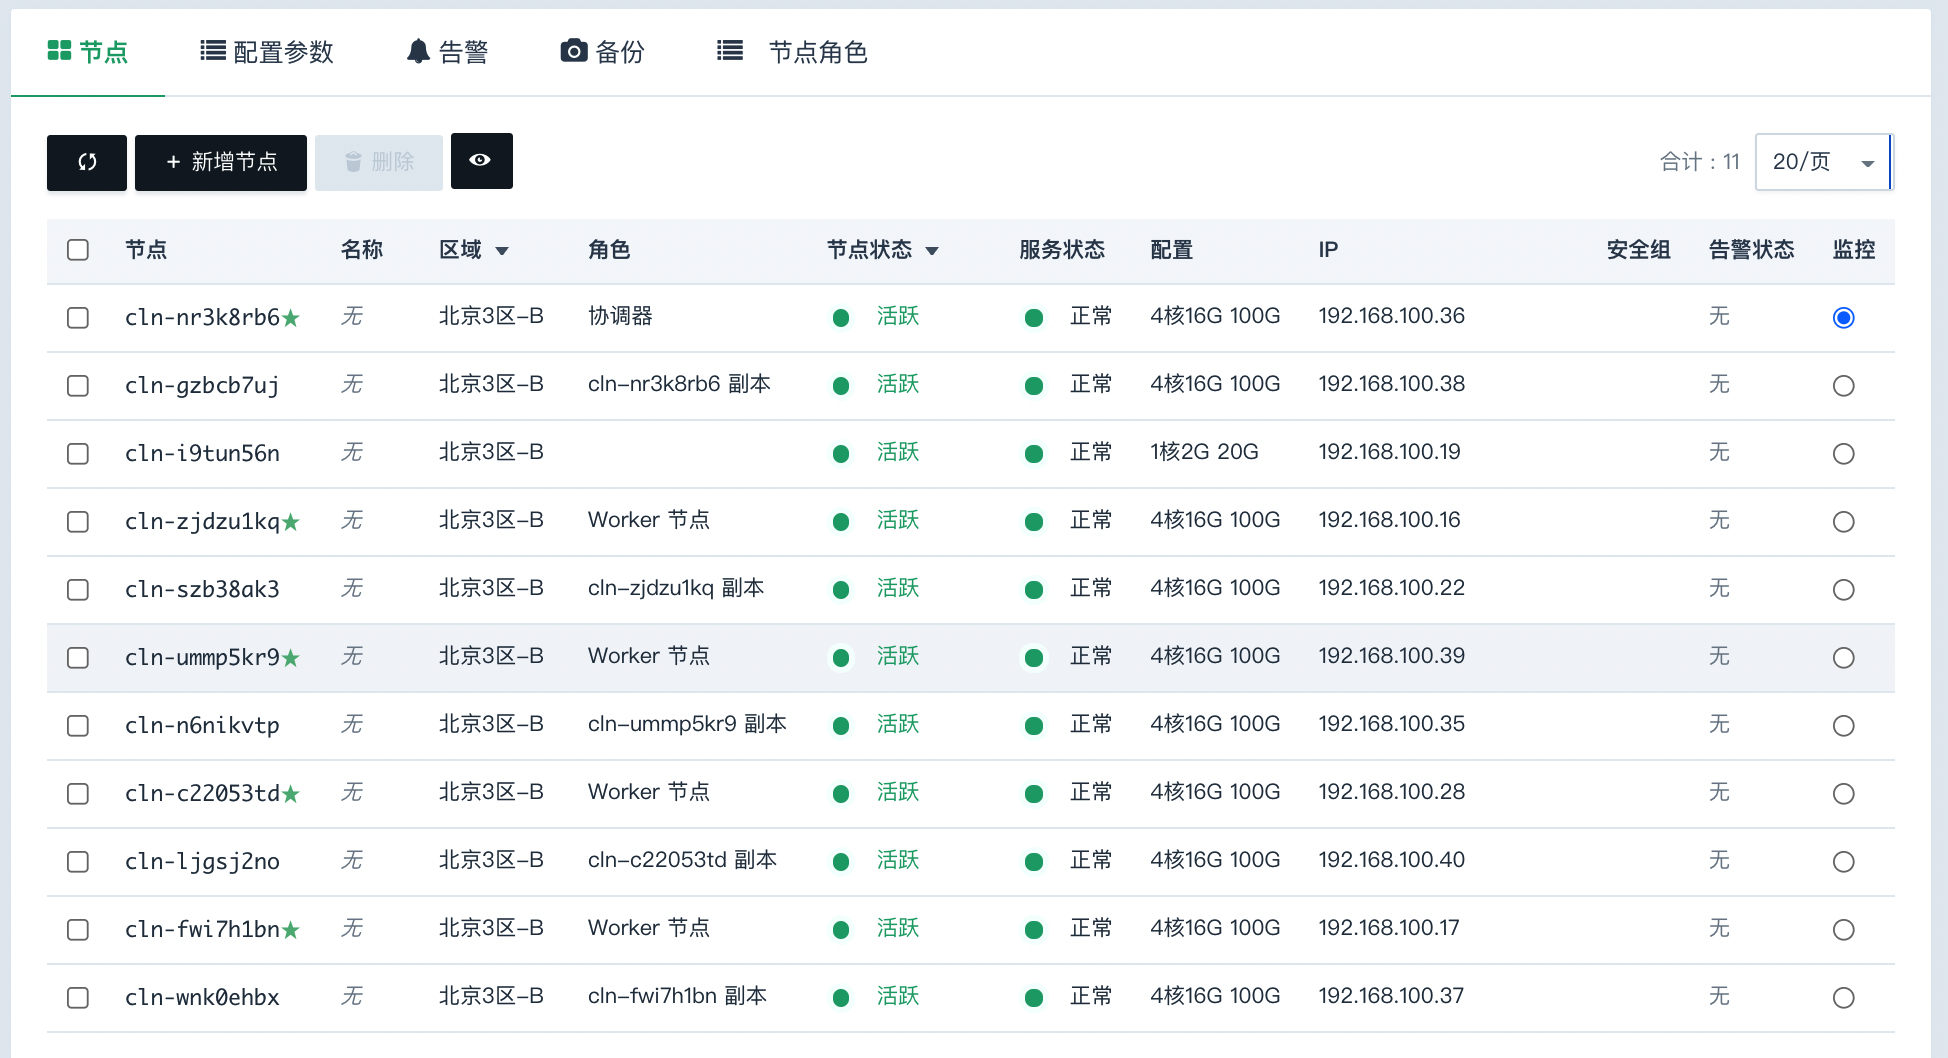 节点 配置参数 告警 备份 节点角色
+ 新增节点 删除 合计：11 20/页
节点 名称 区域 角色 节点状态 服务状态 配置 IP 安全组 告警状态 监控
cln-nr3k8rb6★ 无 北京3区-B 协调器 活跃 正常 4核16G 100G 192.168.100.36 无
cln-gzbcb7uj 无 北京3区-B cln-nr3k8rb6 副本 活跃 正常 4核16G 100G 192.168.100.38 无
cln-i9tun56n 无 北京3区-B 活跃 正常 1核2G 20G 192.168.100.19 无
cln-zjdzu1kq★ 无 北京3区-B Worker 节点 活跃 正常 4核16G 100G 192.168.100.16 无
cln-szb38ak3 无 北京3区-B cln-zjdzu1kq 副本 活跃 正常 4核16G 100G 192.168.100.22 无
cln-ummp5kr9★ 无 北京3区-B Worker 节点 活跃 正常 4核16G 100G 192.168.100.39 无
cln-n6nikvtp 无 北京3区-B cln-ummp5kr9 副本 活跃 正常 4核16G 100G 192.168.100.35 无
cln-c22053td★ 无 北京3区-B Worker 节点 活跃 正常 4核16G 100G 192.168.100.28 无
cln-ljgsj2no 无 北京3区-B cln-c22053td 副本 活跃 正常 4核16G 100G 192.168.100.40 无
cln-fwi7h1bn★ 无 北京3区-B Worker 节点 活跃 正常 4核16G 100G 192.168.100.17 无
cln-wnk0ehbx 无 北京3区-B cln-fwi7h1bn 副本 活跃 正常 4核16G 100G 192.168.100.37 无